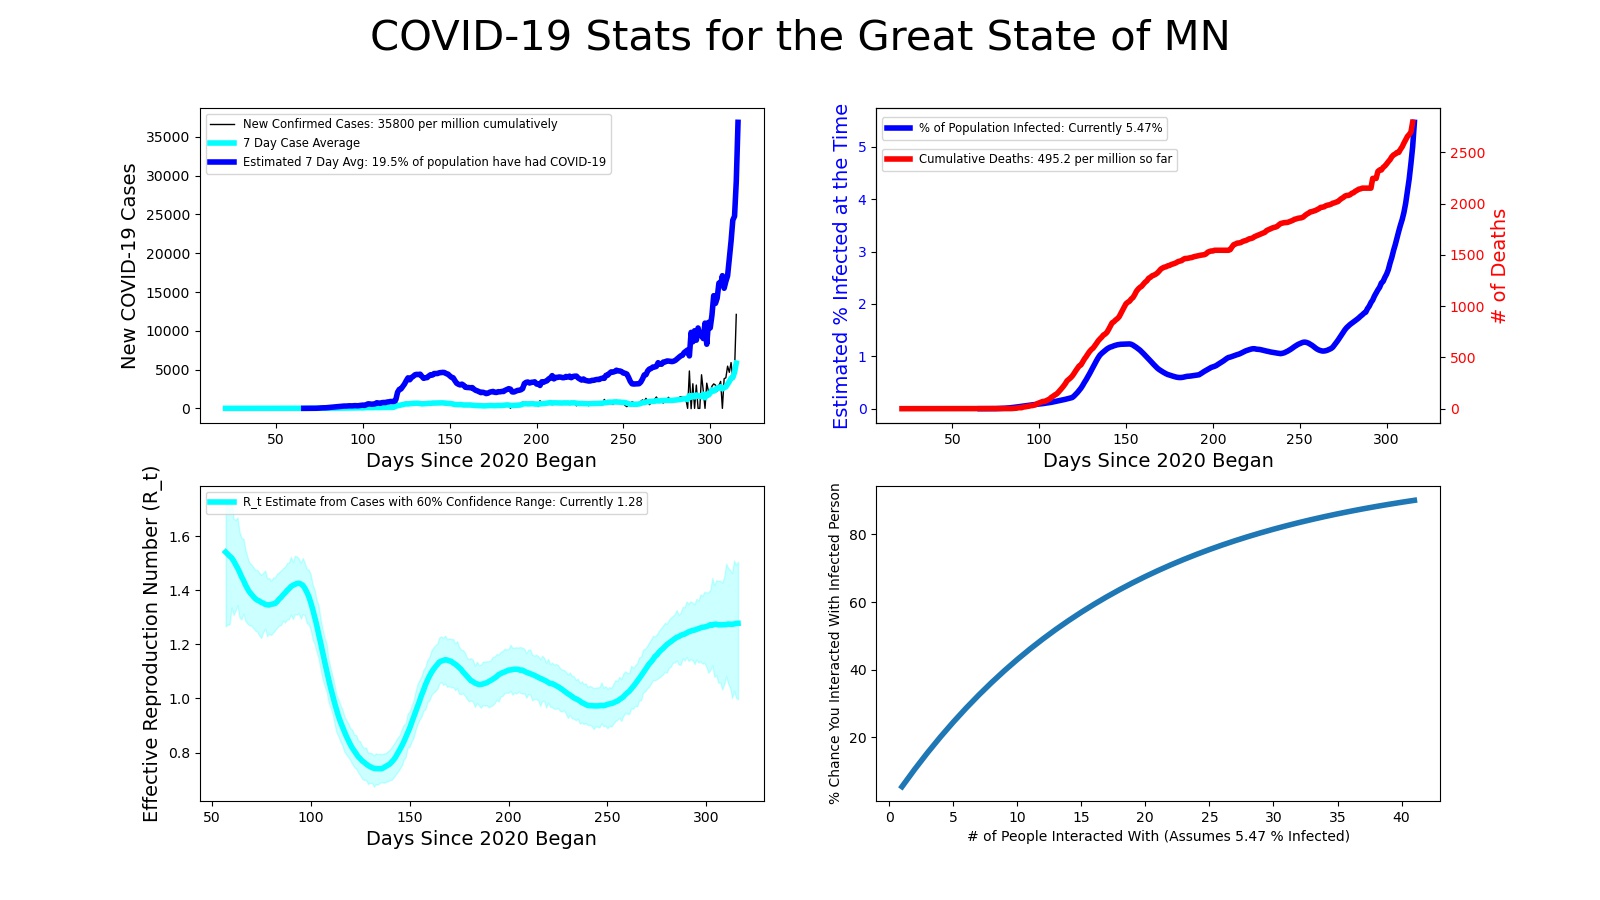 COVID-19 Stats for the Great State of MN
New COVID-19 Cases
35000
30000
25000
20000
15000
10000
5000
0
New Confirmed Cases: 35800 per million cumulatively
7 Day Case Average
Estimated 7 Day Avg: 19.5% of population have had COVID-19
50 100 150 200 250 300
Days Since 2020 Began
Estimated % Infected at the Time
5
4
3
2
1
0
% of Population Infected: Currently 5.47%
Cumulative Deaths: 495.2 per million so far
2500
2000
1500
1000
500
0
# of Deaths
50 100 150 200 250 300
Days Since 2020 Began
Effective Reproduction Number (R_t)
1.6
1.4
1.2
1.0
0.8
R_t Estimate from Cases with 60% Confidence Range: Currently 1.28
50 100 150 200 250 300
Days Since 2020 Began
% Chance You Interacted With Infected Person
80
60
40
20
0 5 10 15 20 25 30 35 40
# of People Interacted With (Assumes 5.47 % Infected)